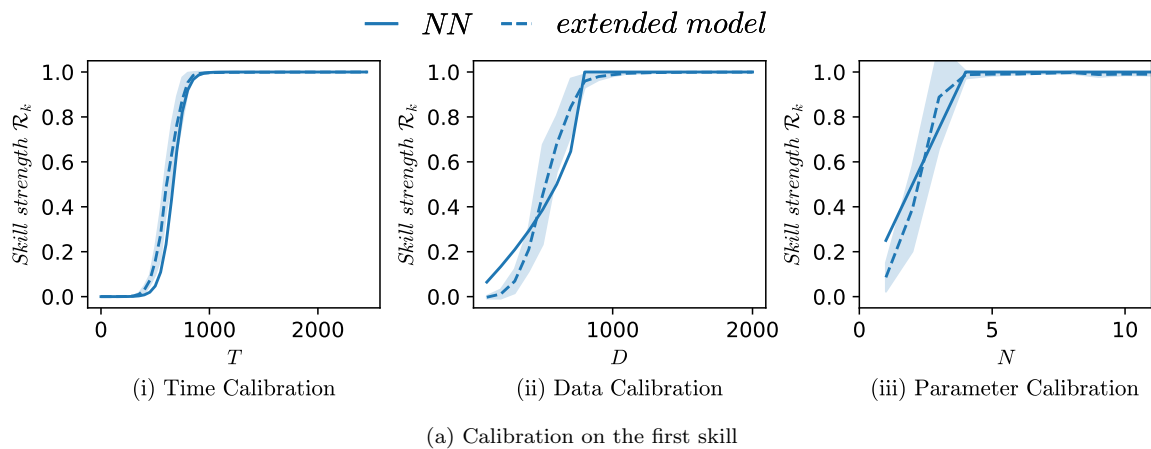 NN extended model
1.0 1.0 1.0
0.8 0.8 0.8
0.6 0.6 0.6
0.4 0.4 0.4
0.2 0.2 0.2
0.0 0.0 0.0
Skill strength ℛₖ Skill strength ℛₖ Skill strength ℛₖ
0 1000 2000 1000 2000 0 5 10
T D N
(i) Time Calibration (ii) Data Calibration (iii) Parameter Calibration
(a) Calibration on the first skill